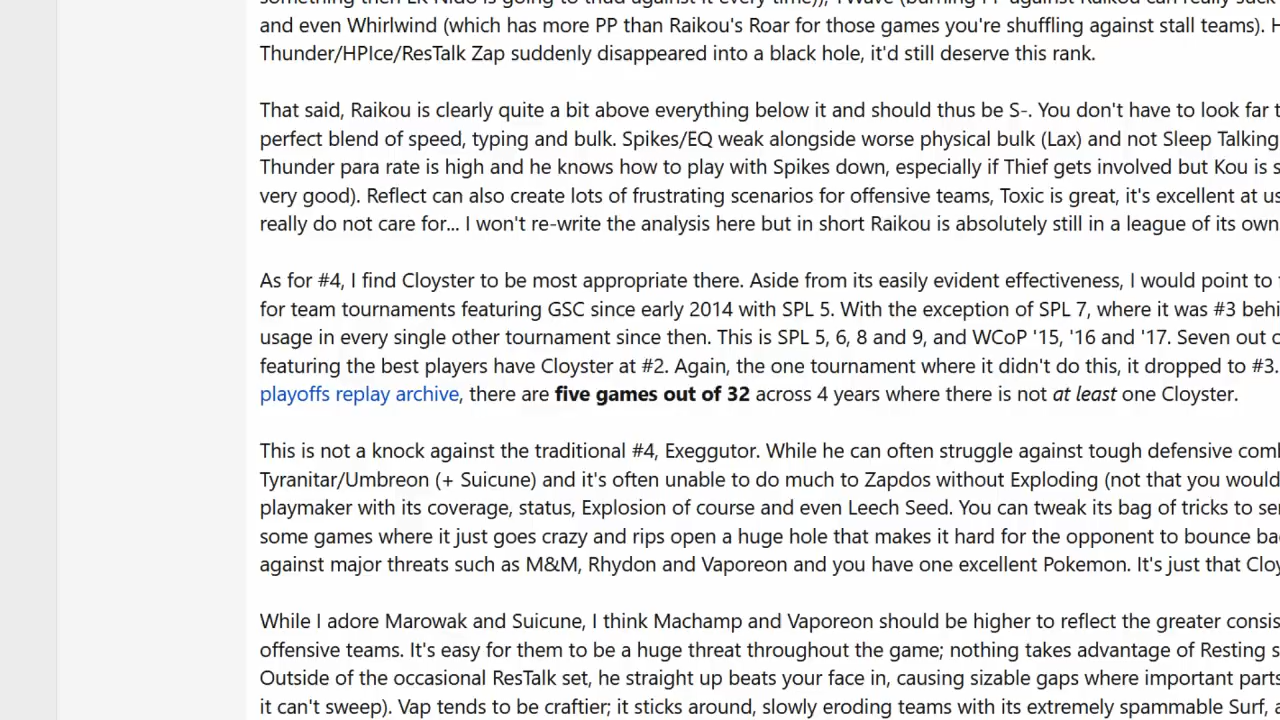 something then EK Nido is going to thud against it every time)), TWave (burning PP against Raikou can really suck
and even Whirlwind (which has more PP than Raikou's Roar for those games you're shuffling against stall teams). H
Thunder/HPIce/ResTalk Zap suddenly disappeared into a black hole, it'd still deserve this rank.
That said, Raikou is clearly quite a bit above everything below it and should thus be S-. You don't have to look far t
perfect blend of speed, typing and bulk. Spikes/EQ weak alongside worse physical bulk (Lax) and not Sleep Talking
Thunder para rate is high and he knows how to play with Spikes down, especially if Thief gets involved but Kou is s
very good). Reflect can also create lots of frustrating scenarios for offensive teams, Toxic is great, it's excellent at us
really do not care for... I won't re-write the analysis here but in short Raikou is absolutely still in a league of its own
As for #4, I find Cloyster to be most appropriate there. Aside from its easily evident effectiveness, I would point to
for team tournaments featuring GSC since early 2014 with SPL 5. With the exception of SPL 7, where it was #3 behi
usage in every single other tournament since then. This is SPL 5, 6, 8 and 9, and WCoP '15, '16 and '17. Seven out o
featuring the best players have Cloyster at #2. Again, the one tournament where it didn't do this, it dropped to #3.
playoffs replay archive, there are five games out of 32 across 4 years where there is not at least one Cloyster.
This is not a knock against the traditional #4, Exeggutor. While he can often struggle against tough defensive coml
Tyranitar/Umbreon (+ Suicune) and it's often unable to do much to Zapdos without Exploding (not that you would
playmaker with its coverage, status, Explosion of course and even Leech Seed. You can tweak its bag of tricks to se
some games where it just goes crazy and rips open a huge hole that makes it hard for the opponent to bounce ba
against major threats such as M&M, Rhydon and Vaporeon and you have one excellent Pokemon. It's just that Cloy
While I adore Marowak and Suicune, I think Machamp and Vaporeon should be higher to reflect the greater consis
offensive teams. It's easy for them to be a huge threat throughout the game; nothing takes advantage of Resting s
Outside of the occasional ResTalk set, he straight up beats your face in, causing sizable gaps where important parts
it can't sweep). Vap tends to be craftier; it sticks around, slowly eroding teams with its extremely spammable Surf, a